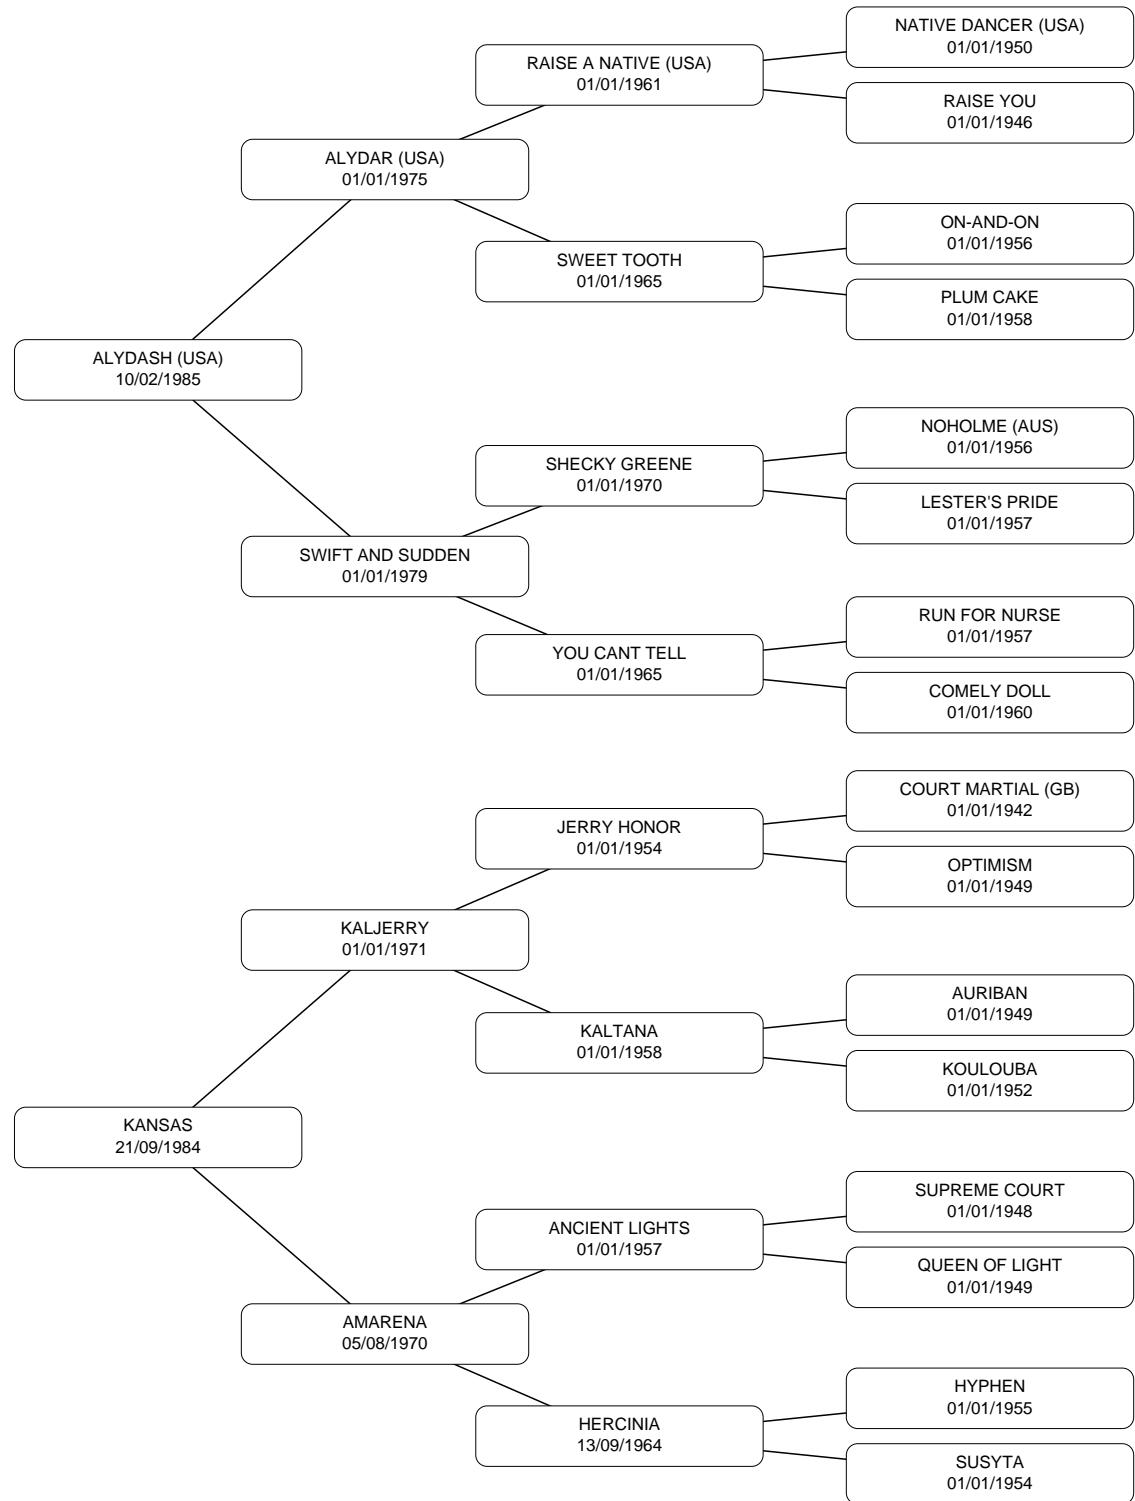 NATIVE DANCER (USA)
01/01/1950
RAISE A NATIVE (USA)
01/01/1961
RAISE YOU
01/01/1946
ALYDAR (USA)
01/01/1975
ON-AND-ON
01/01/1956
SWEET TOOTH
01/01/1965
PLUM CAKE
01/01/1958
ALYDASH (USA)
10/02/1985
NOHOLME (AUS)
01/01/1956
SHECKY GREENE
01/01/1970
LESTER'S PRIDE
01/01/1957
SWIFT AND SUDDEN
01/01/1979
RUN FOR NURSE
01/01/1957
YOU CANT TELL
01/01/1965
COMELY DOLL
01/01/1960
COURT MARTIAL (GB)
01/01/1942
JERRY HONOR
01/01/1954
OPTIMISM
01/01/1949
KALJERRY
01/01/1971
AURIBAN
01/01/1949
KALTANA
01/01/1958
KOULOUBA
01/01/1952
KANSAS
21/09/1984
SUPREME COURT
01/01/1948
ANCIENT LIGHTS
01/01/1957
QUEEN OF LIGHT
01/01/1949
AMARENA
05/08/1970
HYPHEN
01/01/1955
HERCINIA
13/09/1964
SUSYTA
01/01/1954